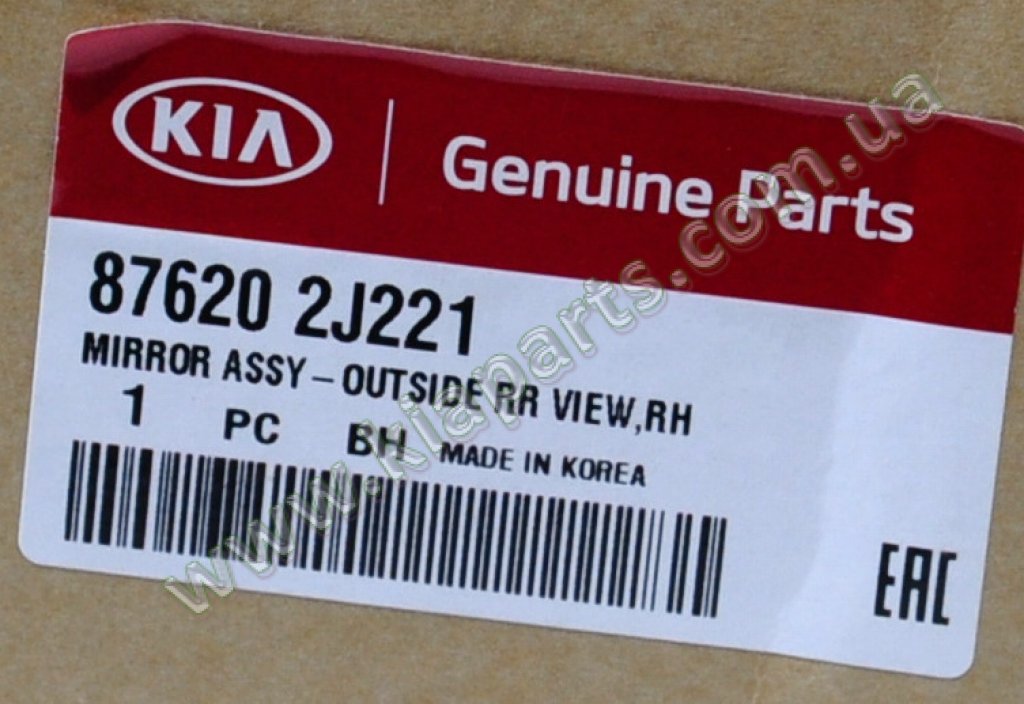 KIA
Genuine Parts
87620 2J221
MIRROR ASSY – OUTSIDE RR VIEW,RH
1 PC BH MADE IN KOREA
EAC
www.kiaparts.com.ua